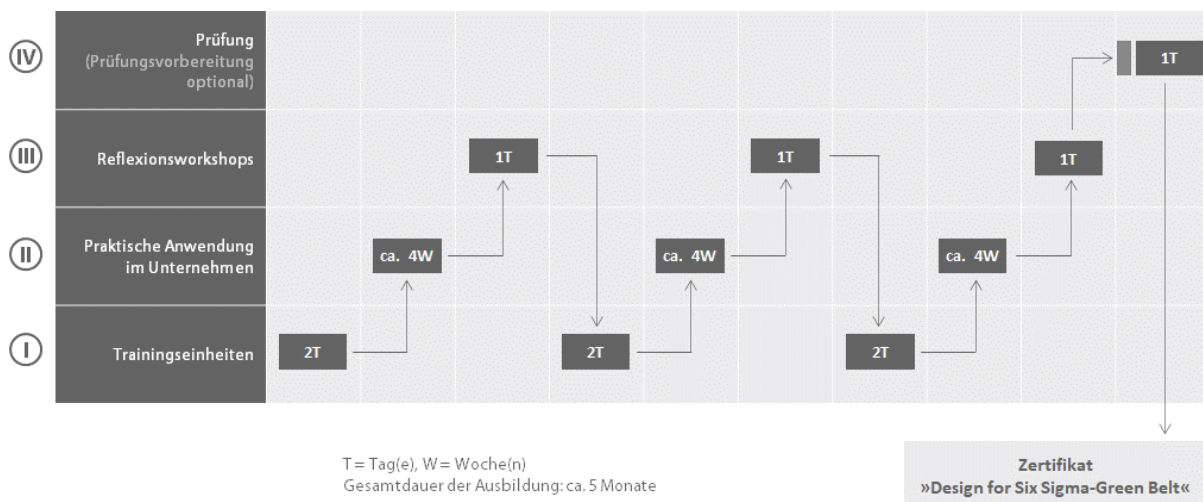 IV
Prüfung
(Prüfungsvorbereitung
optional)
1T
III
Reflexionsworkshops
1T
1T
1T
II
Praktische Anwendung
im Unternehmen
ca. 4W
ca. 4W
ca. 4W
I
Trainingseinheiten
2T
2T
2T
T = Tag(e), W = Woche(n)
Gesamtdauer der Ausbildung: ca. 5 Monate
Zertifikat
»Design for Six Sigma-Green Belt«